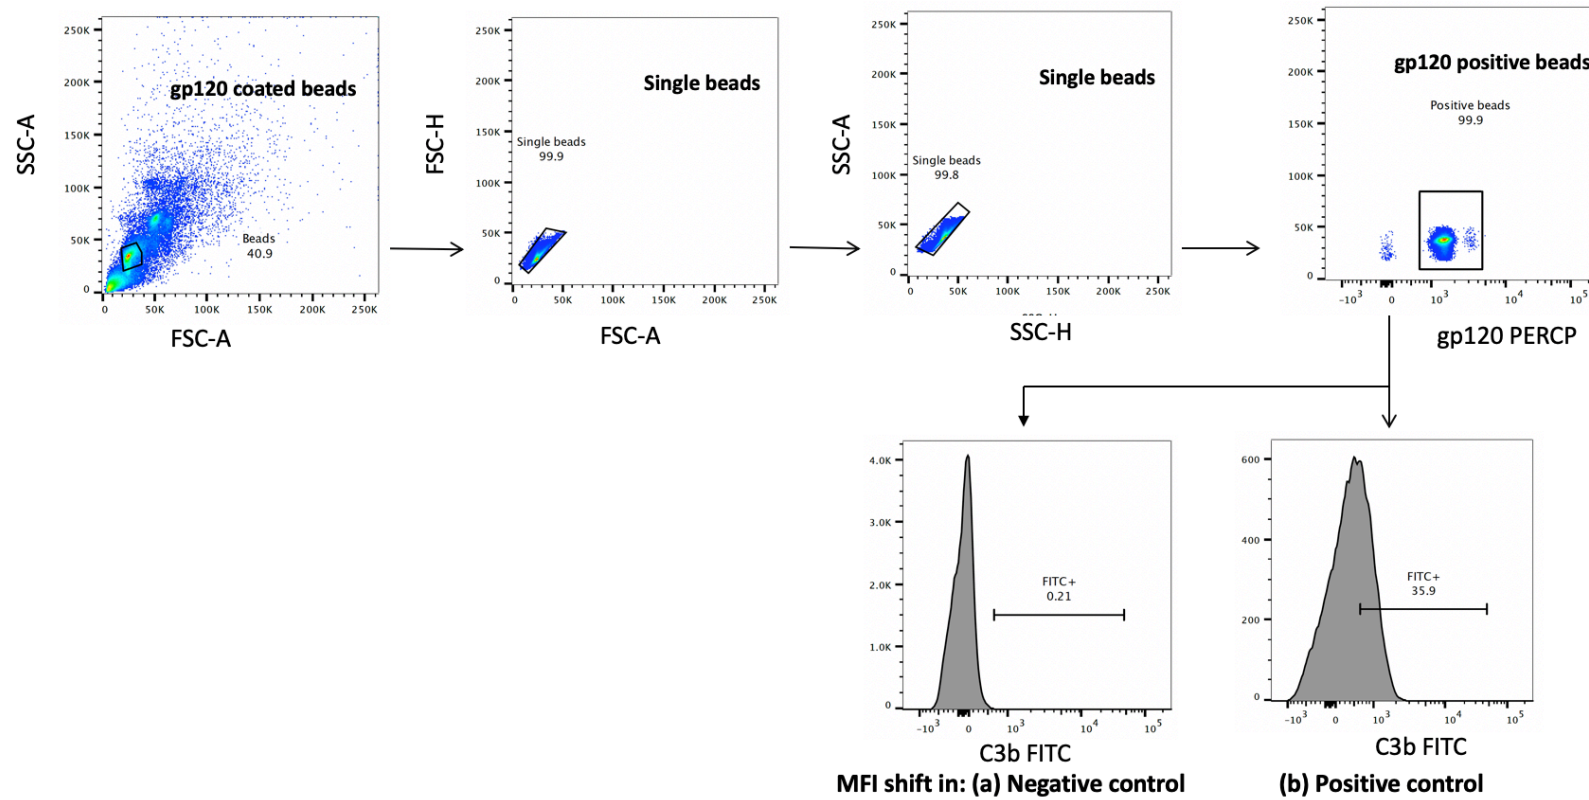 250K
200K
150K
100K
50K
0
SSC-A
gp120 coated beads
Beads
40.9
0 50K 100K 150K 200K 250K
FSC-A
250K
200K
150K
100K
50K
0
FSC-H
Single beads
Single beads
99.9
0 50K 100K 150K 200K 250K
FSC-A
250K
200K
150K
100K
50K
0
SSC-A
Single beads
Single beads
99.8
0 50K 100K 150K 200K 250K
SSC-H
250K
200K
150K
100K
50K
0
gp120 positive beads
Positive beads
99.9
-10³ 0 10³ 10⁴ 10⁵
gp120 PERCP
4.0K
3.0K
2.0K
1.0K
0
FITC+
0.21
-10³ 0 10³ 10⁴ 10⁵
C3b FITC
600
400
200
0
FITC+
35.9
-10³ 0 10³ 10⁴ 10⁵
C3b FITC
MFI shift in: (a) Negative control (b) Positive control